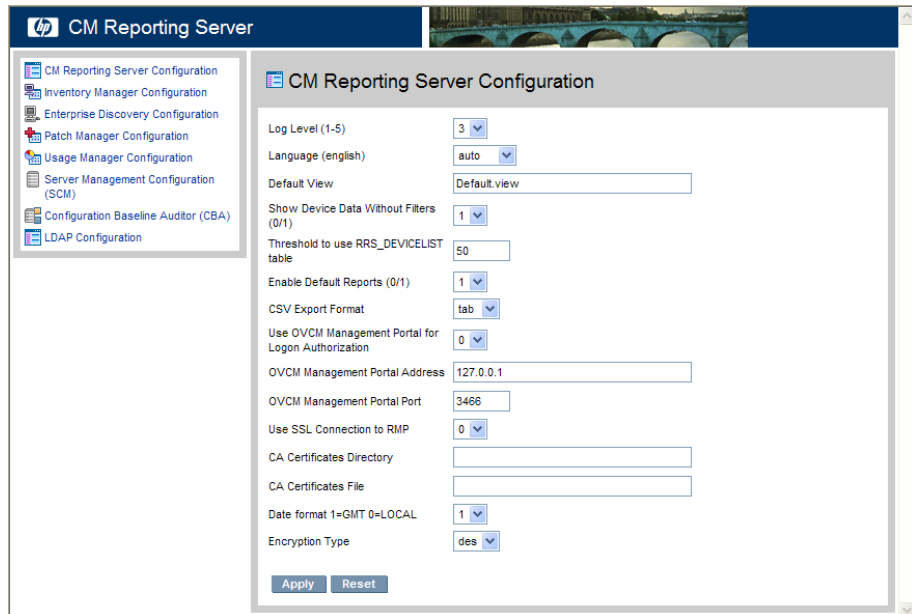 hp CM Reporting Server
CM Reporting Server Configuration
Inventory Manager Configuration
Enterprise Discovery Configuration
Patch Manager Configuration
Usage Manager Configuration
Server Management Configuration
(SCM)
Configuration Baseline Auditor (CBA)
LDAP Configuration
CM Reporting Server Configuration
Log Level (1-5) 3
Language (english) auto
Default View Default.view
Show Device Data Without Filters
(0/1) 1
Threshold to use RRS_DEVICELIST
table 50
Enable Default Reports (0/1) 1
CSV Export Format tab
Use OVCM Management Portal for
Logon Authorization 0
OVCM Management Portal Address 127.0.0.1
OVCM Management Portal Port 3466
Use SSL Connection to RMP 0
CA Certificates Directory
CA Certificates File
Date format 1=GMT 0=LOCAL 1
Encryption Type des
Apply Reset